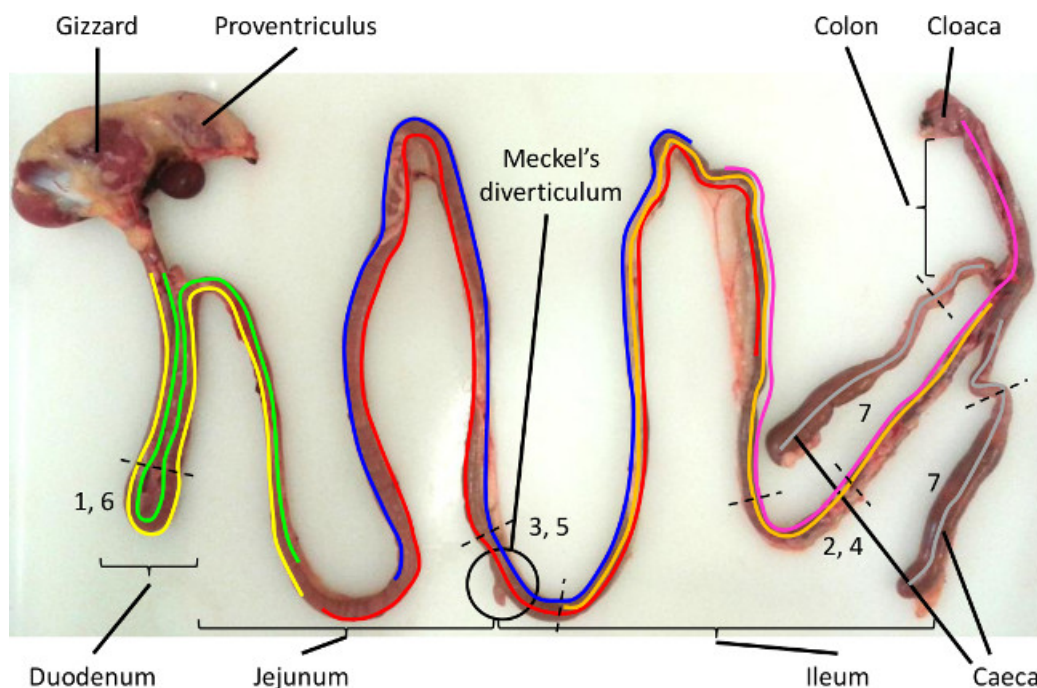 Gizzard
Proventriculus
Colon
Cloaca
Meckel's
diverticulum
7
7
1, 6
3, 5
2, 4
Duodenum
Jejunum
Ileum
Caeca